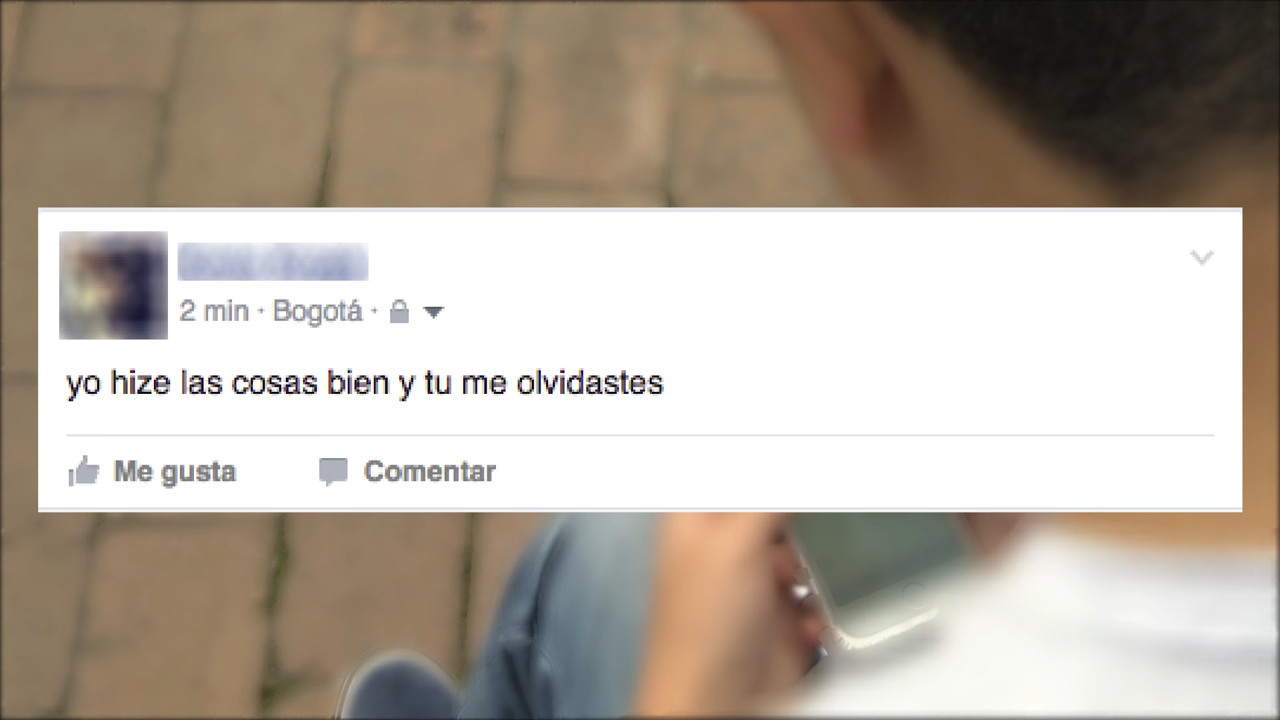 2 min · Bogotá ·
yo hize las cosas bien y tu me olvidastes
Me gusta
Comentar